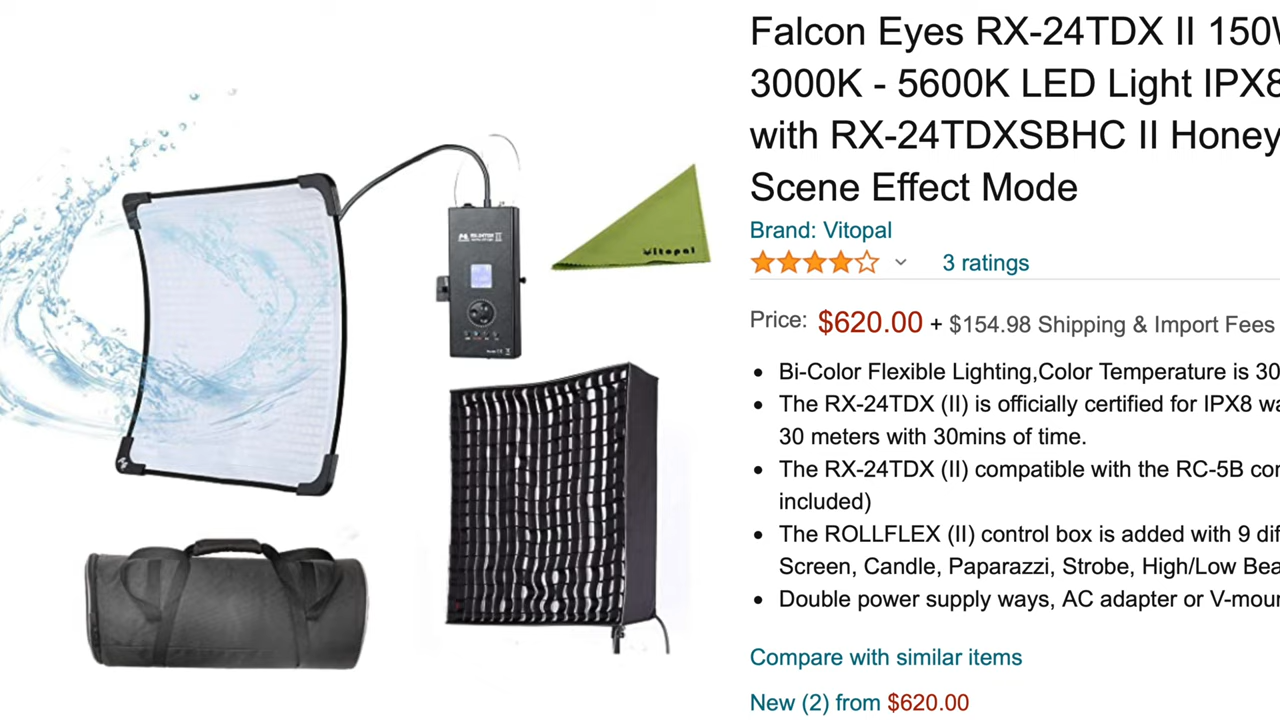 Falcon Eyes RX-24TDX II 150W
3000K - 5600K LED Light IPX8
with RX-24TDXSBHC II Honey
Scene Effect Mode
Brand: Vitopal
3 ratings
Price: $620.00 + $154.98 Shipping & Import Fees
Bi-Color Flexible Lighting,Color Temperature is 30
The RX-24TDX (II) is officially certified for IPX8 wa
30 meters with 30mins of time.
The RX-24TDX (II) compatible with the RC-5B cor
included)
The ROLLFLEX (II) control box is added with 9 dif
Screen, Candle, Paparazzi, Strobe, High/Low Bea
Double power supply ways, AC adapter or V-mour
Compare with similar items
New (2) from $620.00
Vitopal